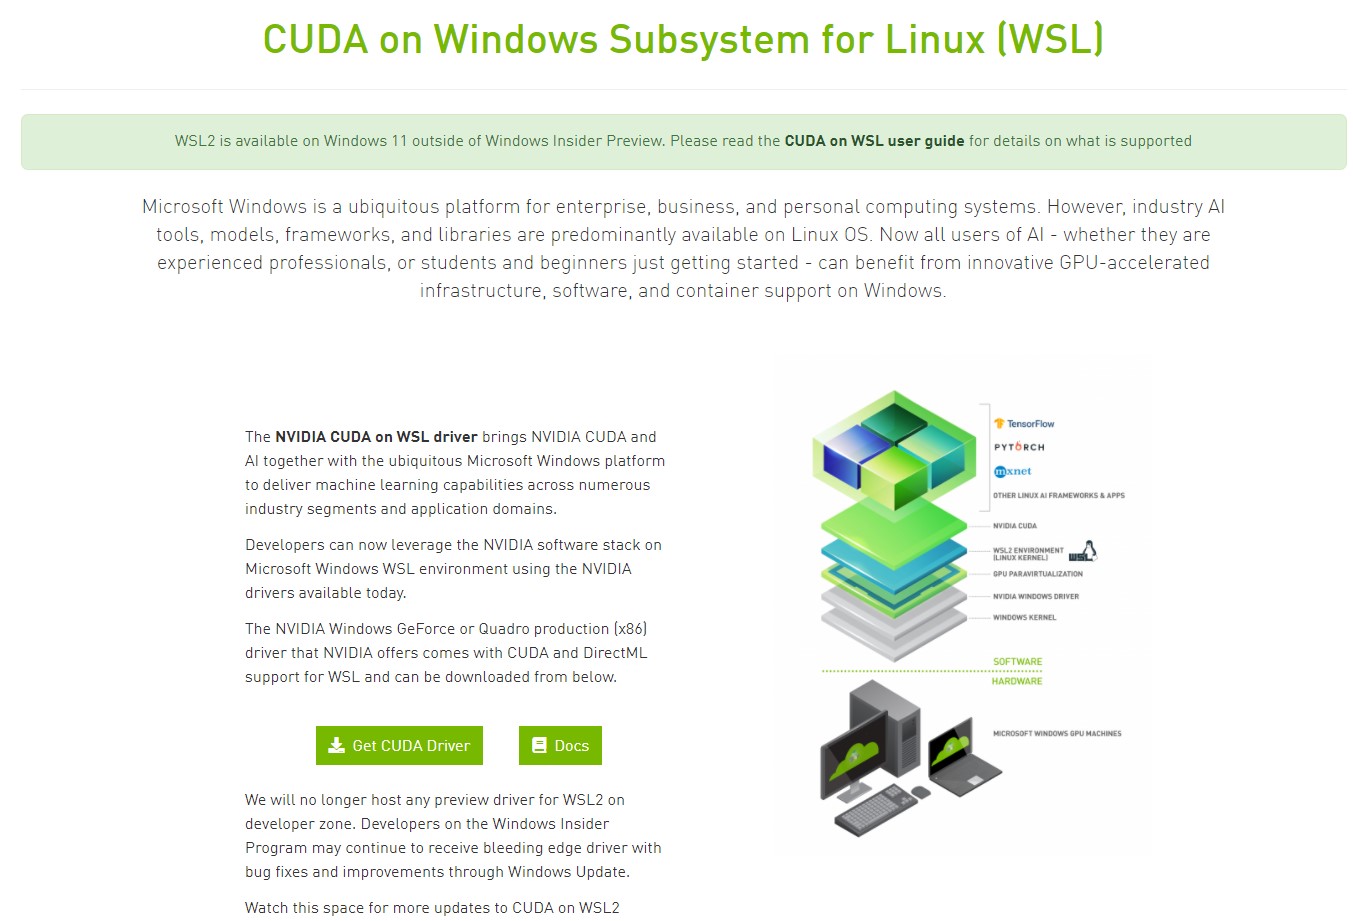 CUDA on Windows Subsystem for Linux (WSL)
WSL2 is available on Windows 11 outside of Windows Insider Preview. Please read the CUDA on WSL user guide for details on what is supported
Microsoft Windows is a ubiquitous platform for enterprise, business, and personal computing systems. However, industry AI
tools, models, frameworks, and libraries are predominantly available on Linux OS. Now all users of AI - whether they are
experienced professionals, or students and beginners just getting started - can benefit from innovative GPU-accelerated
infrastructure, software, and container support on Windows.
The NVIDIA CUDA on WSL driver brings NVIDIA CUDA and
AI together with the ubiquitous Microsoft Windows platform
to deliver machine learning capabilities across numerous
industry segments and application domains.
Developers can now leverage the NVIDIA software stack on
Microsoft Windows WSL environment using the NVIDIA
drivers available today.
The NVIDIA Windows GeForce or Quadro production (x86)
driver that NVIDIA offers comes with CUDA and DirectML
support for WSL and can be downloaded from below.
Get CUDA Driver
Docs
We will no longer host any preview driver for WSL2 on
developer zone. Developers on the Windows Insider
Program may continue to receive bleeding edge driver with
bug fixes and improvements through Windows Update.
Watch this space for more updates to CUDA on WSL2
TensorFlow
PYTORCH
mxnet
OTHER LINUX AI FRAMEWORKS & APPS
NVIDIA CUDA
WSL2 ENVIRONMENT
(LINUX KERNEL)
WSL
GPU PARAVIRTUALIZATION
NVIDIA WINDOWS DRIVER
WINDOWS KERNEL
SOFTWARE
HARDWARE
MICROSOFT WINDOWS GPU MACHINES